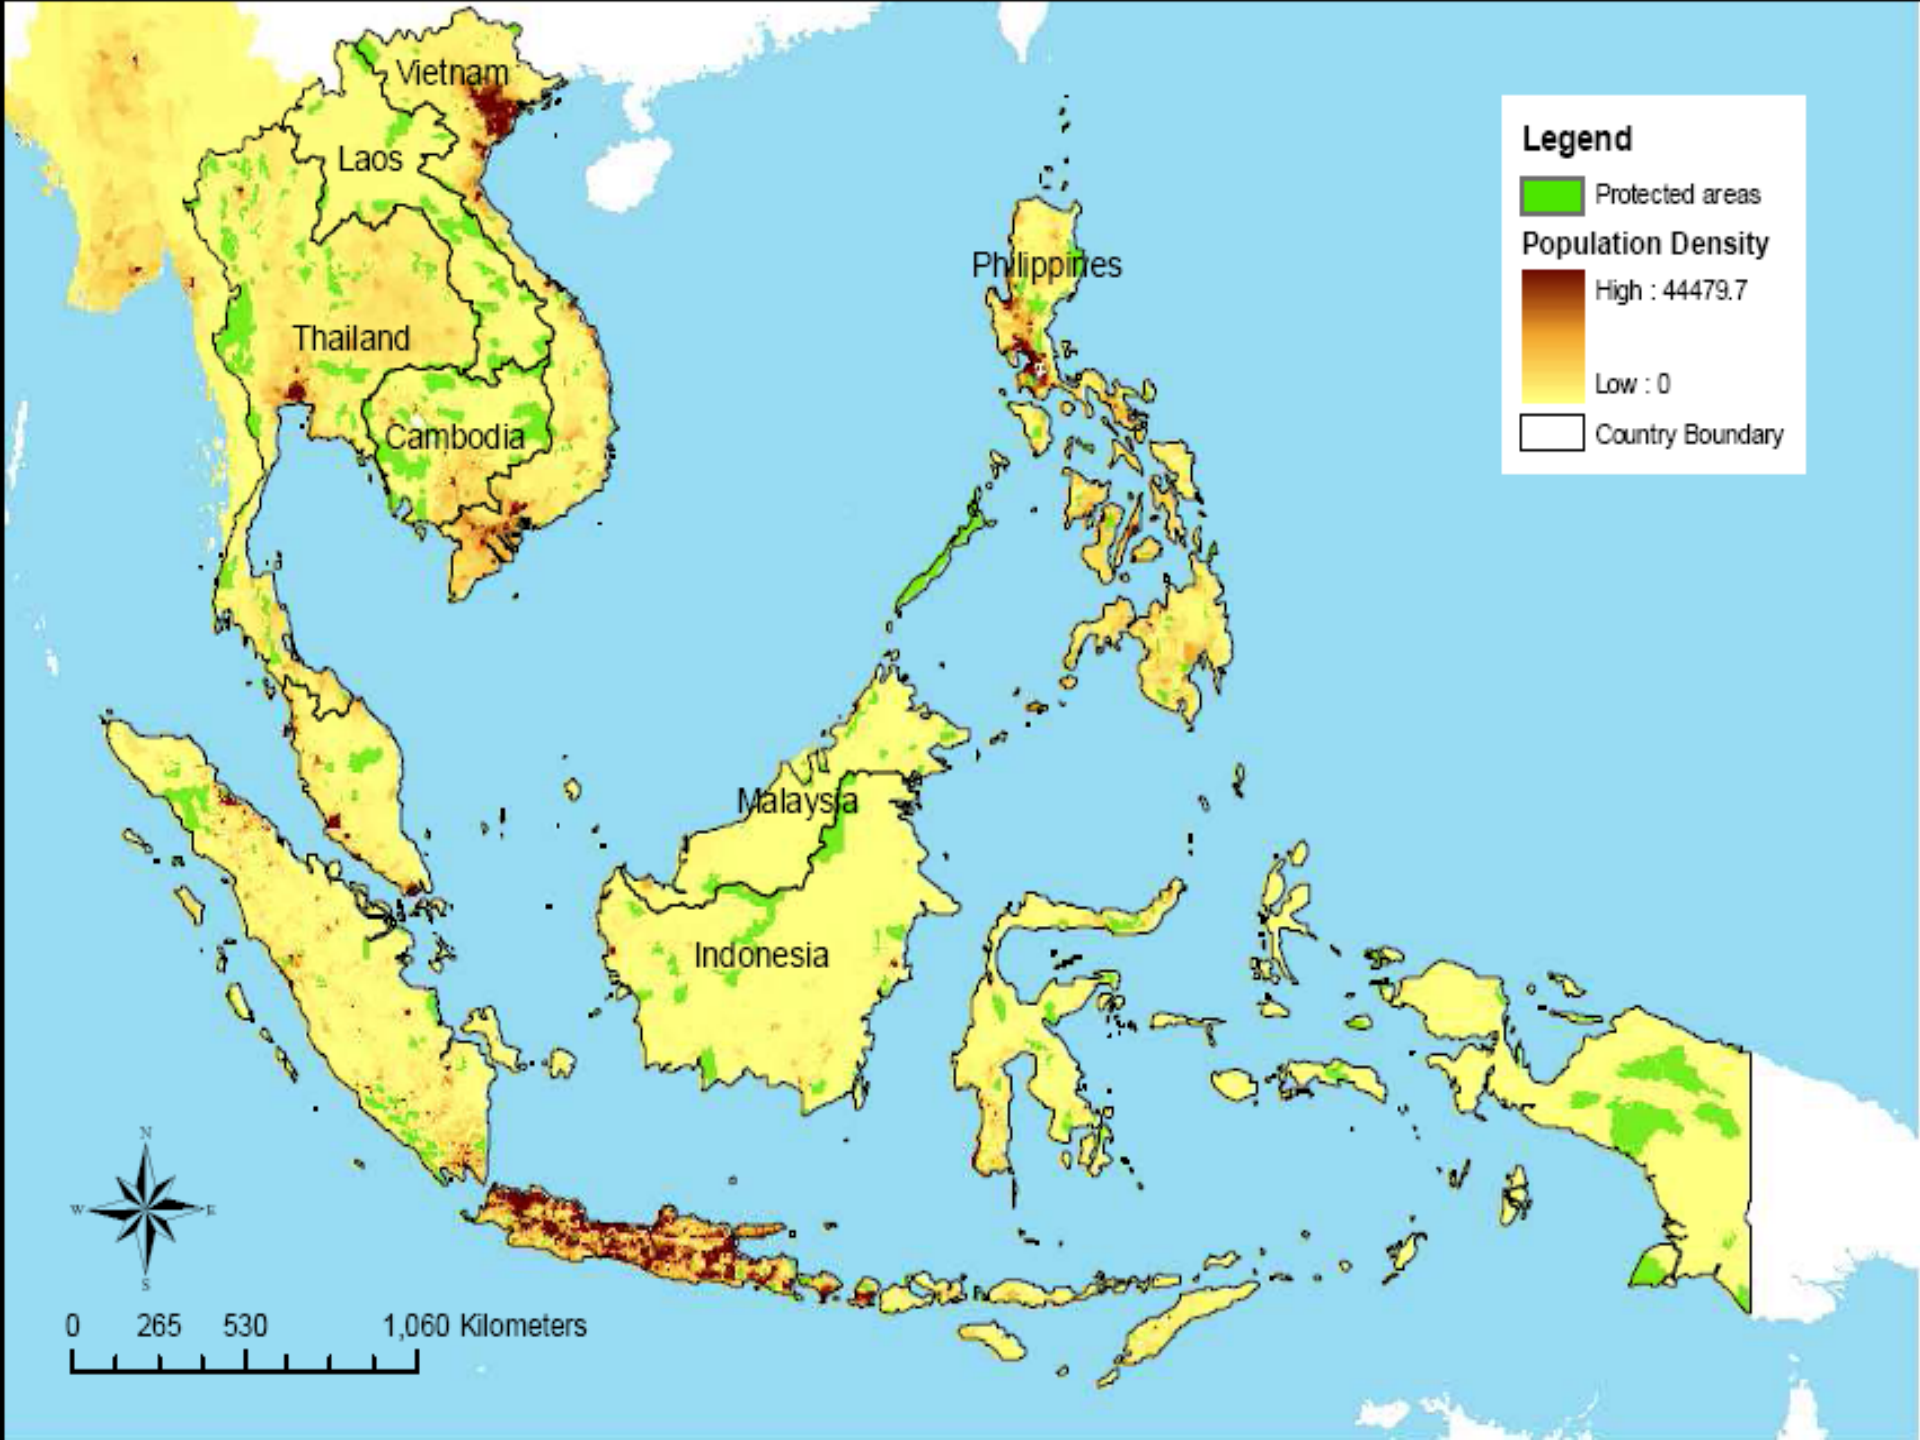 Vietnam
Laos
Thailand
Cambodia
Philippines
Malaysia
Indonesia
Legend
Protected areas
Population Density
High : 44479.7
Low : 0
Country Boundary
N
W
E
S
0 265 530 1,060 Kilometers